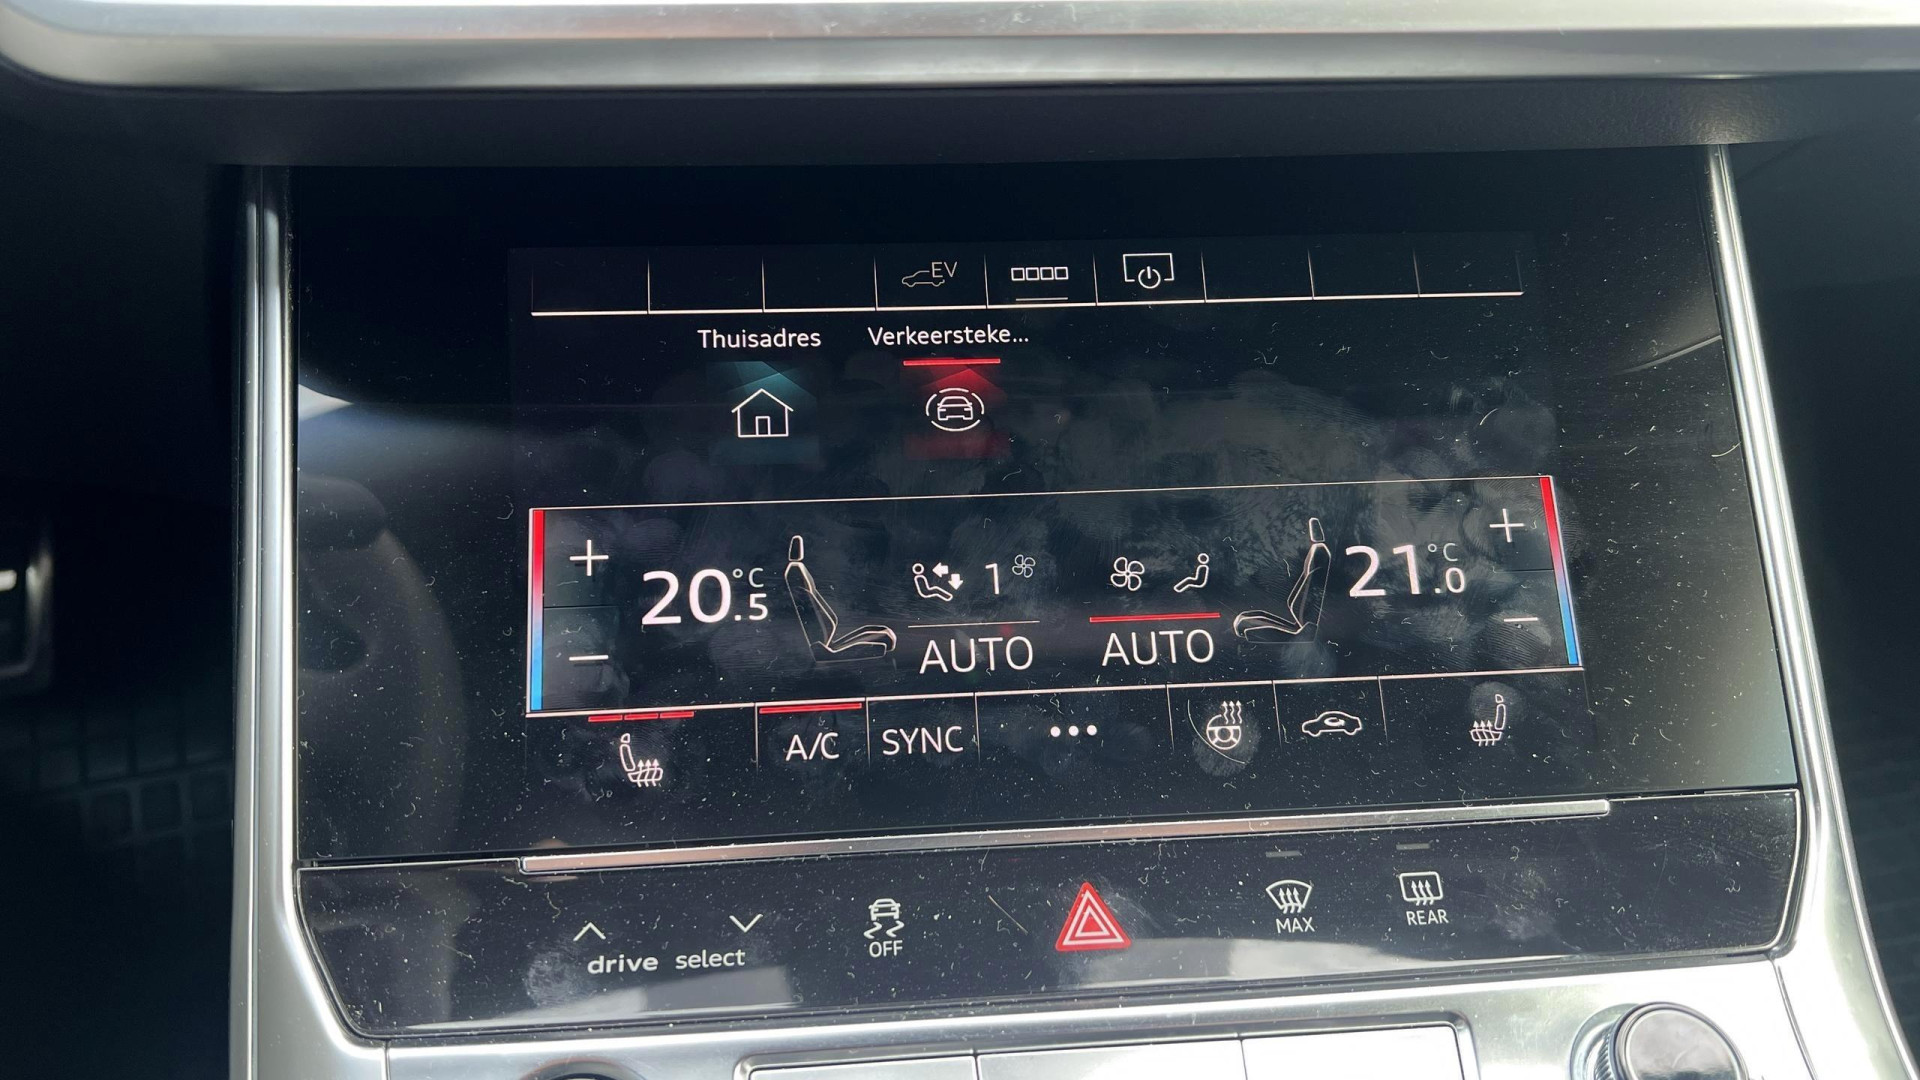 EV
Thuisadres Verkeersteke...
+ 20.5 °C 1 21.0 °C +
− AUTO AUTO −
A/C SYNC •••
drive select OFF MAX REAR